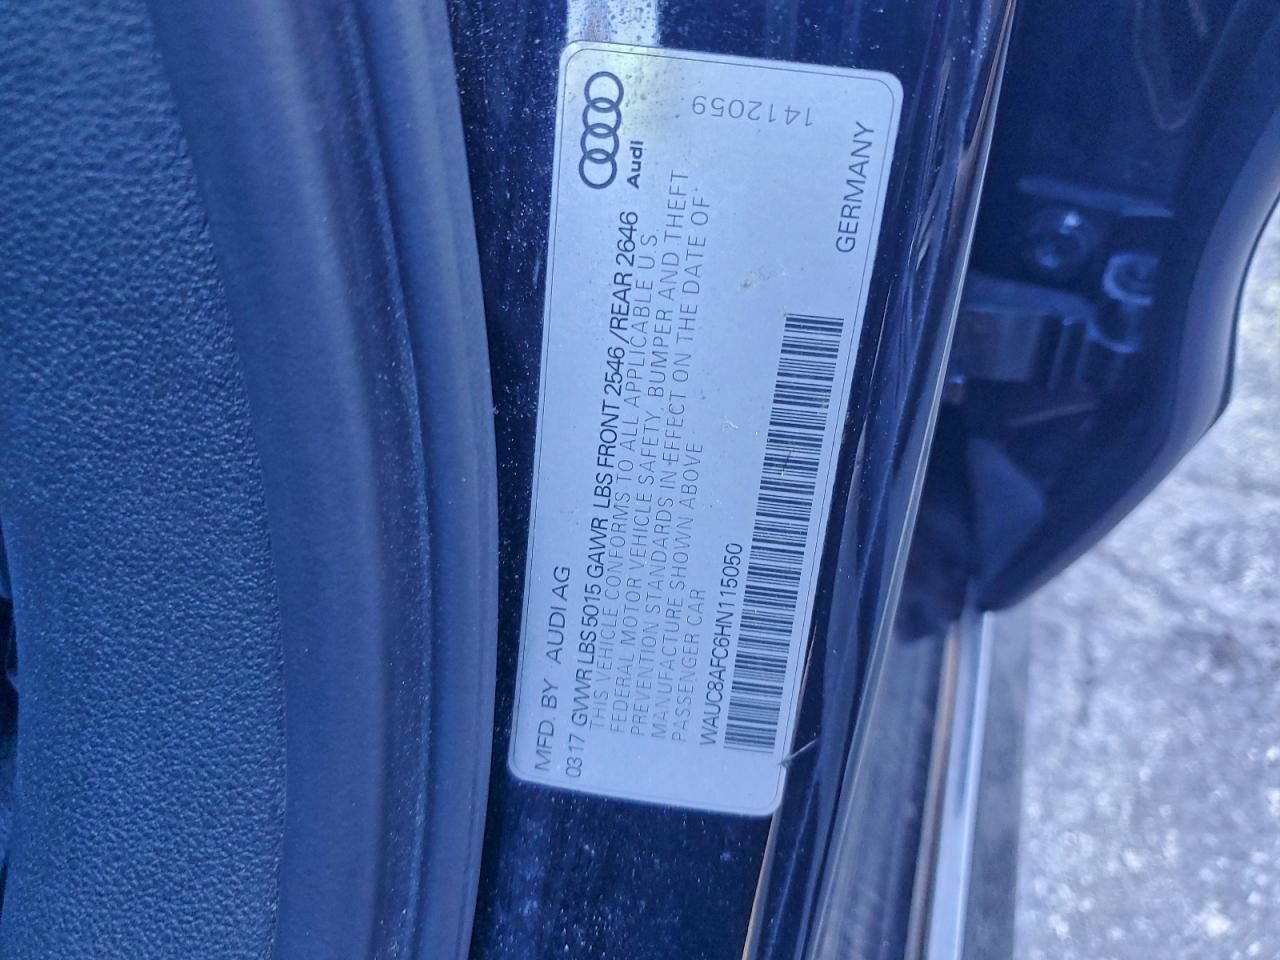 MFD. BY AUDI AG
0317 GVWR LBS 5015 GAWR LBS FRONT 2546 / REAR 2646
THIS VEHICLE CONFORMS TO ALL APPLICABLE U.S.
FEDERAL MOTOR VEHICLE SAFETY, BUMPER AND THEFT
PREVENTION STANDARDS IN EFFECT ON THE DATE OF
MANUFACTURE SHOWN ABOVE
PASSENGER CAR
WAUC8AFC6HN115050
Audi
1412059
GERMANY